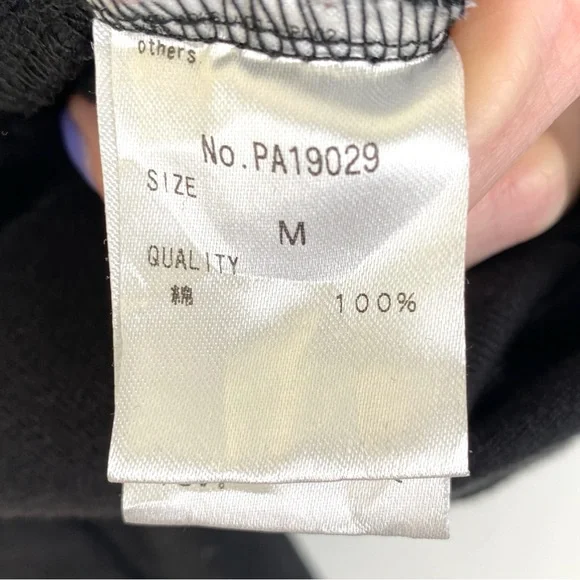 others
No.PA19029
SIZE
M
QUALITY
綿 100%